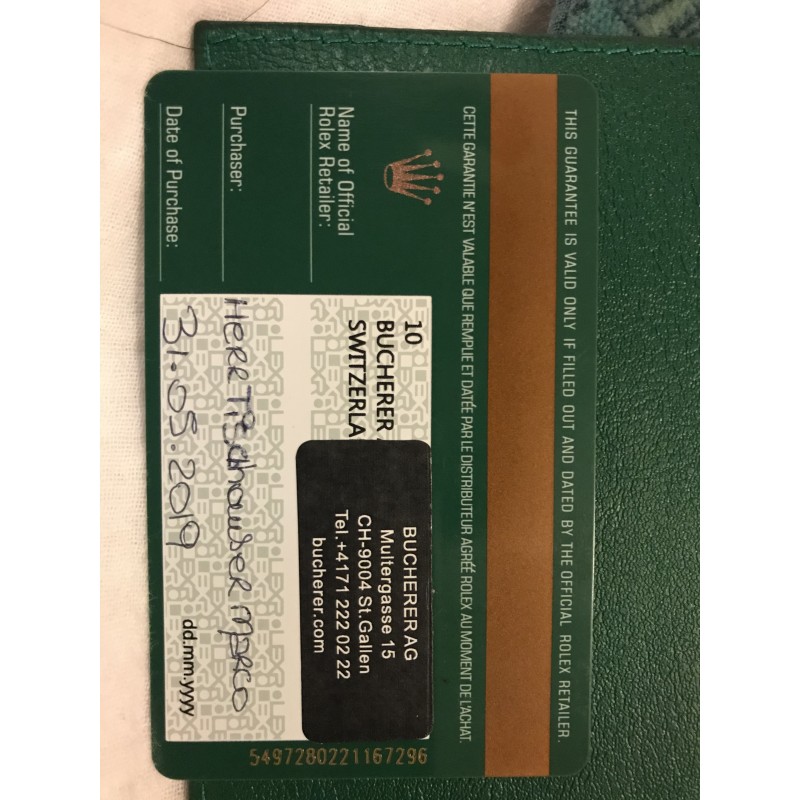 THIS GUARANTEE IS VALID ONLY IF FILLED OUT AND DATED BY THE OFFICIAL ROLEX RETAILER.
CETTE GARANTIE N'EST VALABLE QUE REMPLIE ET DATÉE PAR LE DISTRIBUTEUR AGRÉÉ ROLEX AU MOMENT DE L'ACHAT.
Name of Official
Rolex Retailer:
10
BUCHERER
SWITZERLA
BUCHERER AG
Multergasse 15
CH-9004 St.Gallen
Tel.+4171 222 02 22
bucherer.com
Purchaser:
HERR Tischhauser MARCO
Date of Purchase:
31.05.2019
dd.mm.yyyy
5497280221167296